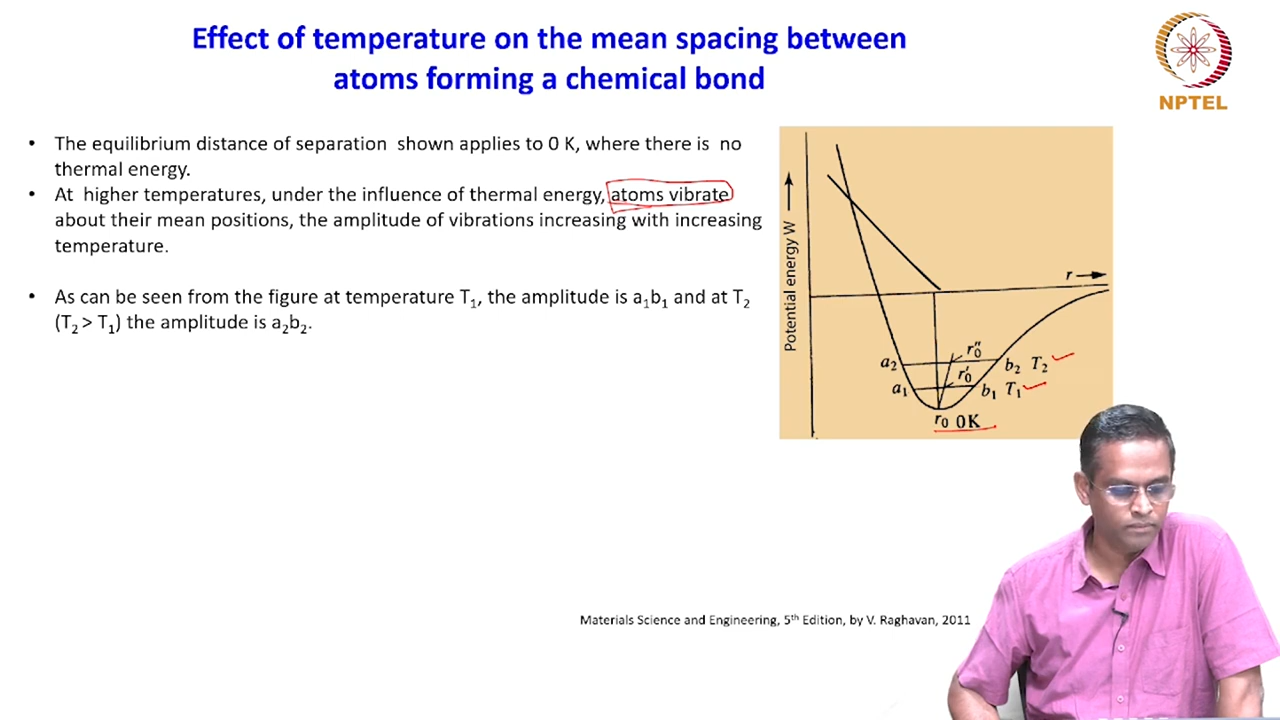 Effect of temperature on the mean spacing between
atoms forming a chemical bond
NPTEL
• The equilibrium distance of separation shown applies to 0 K, where there is no
thermal energy.
• At higher temperatures, under the influence of thermal energy, atoms vibrate
about their mean positions, the amplitude of vibrations increasing with increasing
temperature.
• As can be seen from the figure at temperature T₁, the amplitude is a₁b₁ and at T₂
(T₂ > T₁) the amplitude is a₂b₂.
Potential energy W
r
a₂ r₀″ b₂ T₂
a₁ r₀′ b₁ T₁
r₀ 0K
Materials Science and Engineering, 5th Edition, by V. Raghavan, 2011